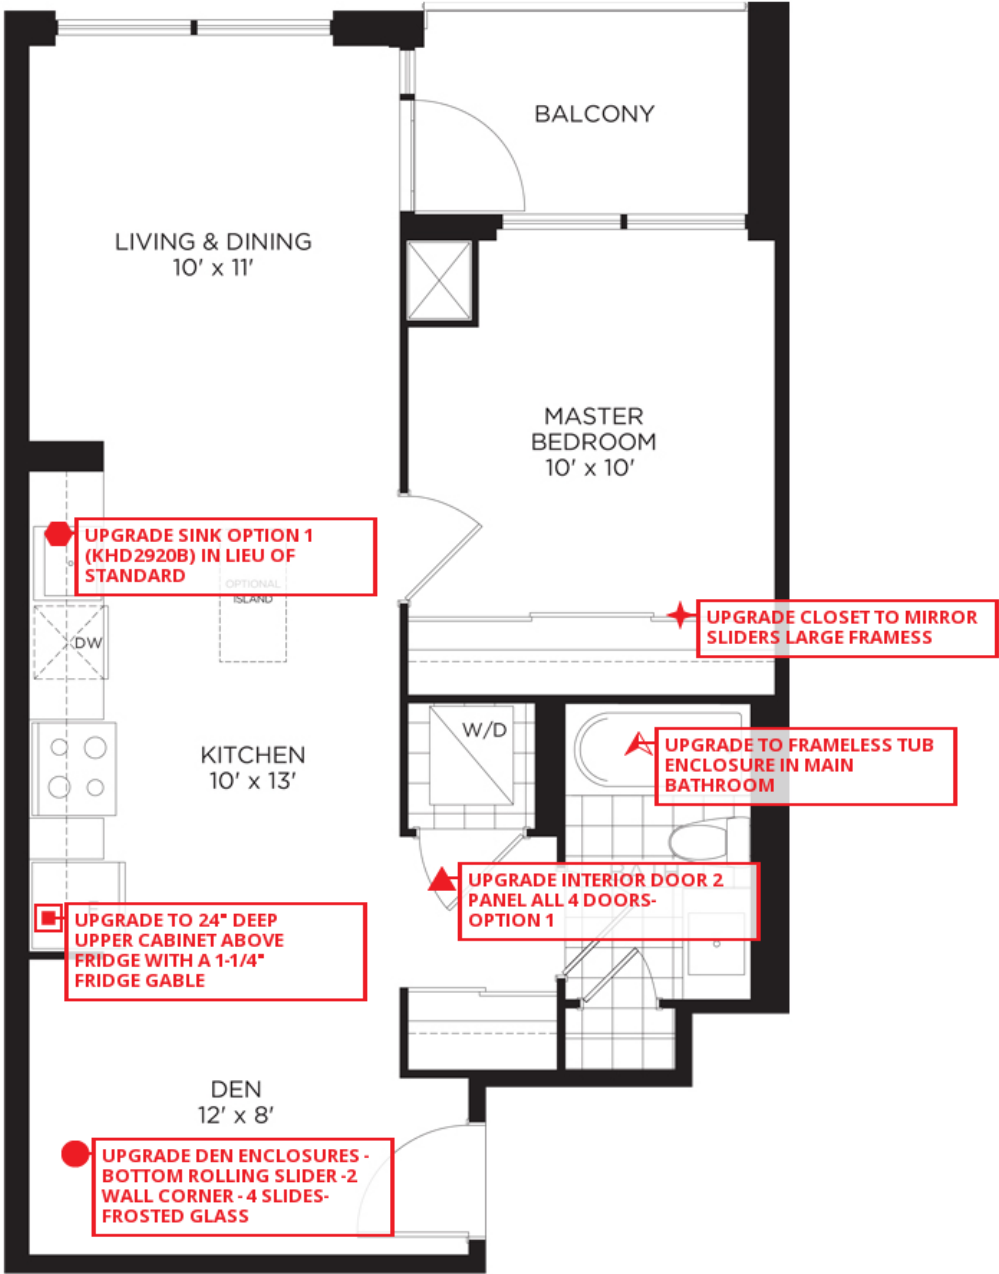 BALCONY
LIVING & DINING
10' x 11'
MASTER
BEDROOM
10' x 10'
UPGRADE SINK OPTION 1
(KHD2920B) IN LIEU OF
STANDARD
OPTIONAL
ISLAND
UPGRADE CLOSET TO MIRROR
SLIDERS LARGE FRAMESS
DW
W/D
UPGRADE TO FRAMELESS TUB
ENCLOSURE IN MAIN
BATHROOM
KITCHEN
10' x 13'
BATH
UPGRADE INTERIOR DOOR 2
PANEL ALL 4 DOORS-
OPTION 1
UPGRADE TO 24" DEEP
UPPER CABINET ABOVE
FRIDGE WITH A 1-1/4"
FRIDGE GABLE
DEN
12' x 8'
UPGRADE DEN ENCLOSURES -
BOTTOM ROLLING SLIDER -2
WALL CORNER - 4 SLIDES-
FROSTED GLASS